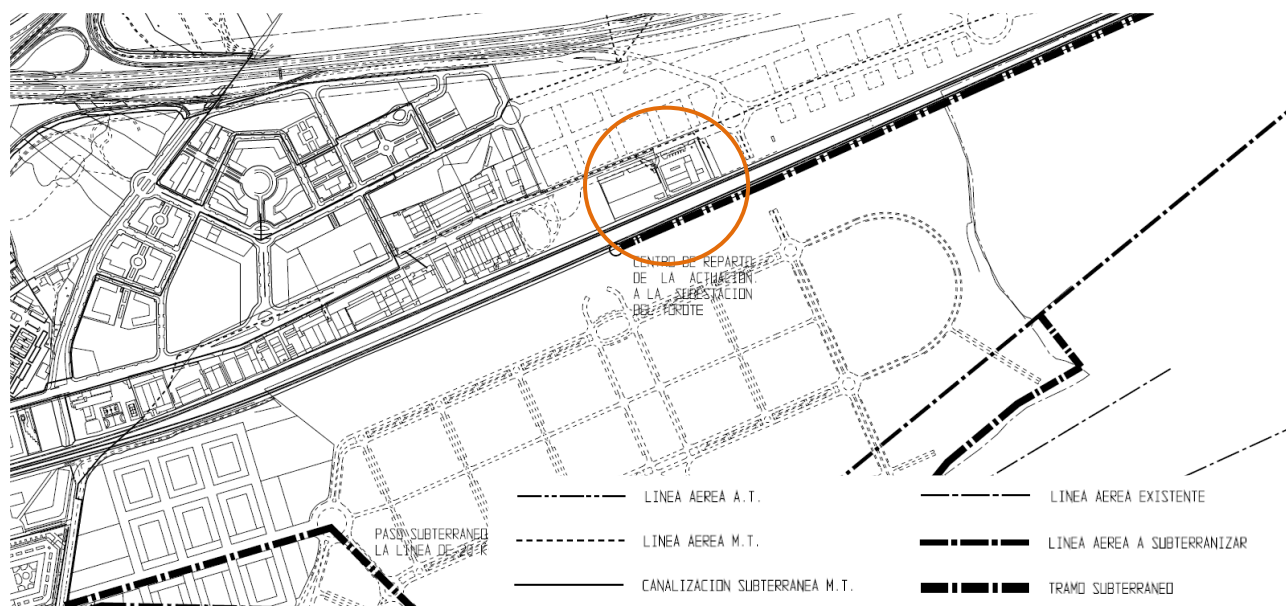 CENTRO DE REPARTO
DE LA ACTUACION
A LA SUBESTACION
DEL TOROTE
PASO SUBTERRANEO
LA LINEA DE 20 K
LINEA AEREA A.T.
LINEA AEREA M.T.
CANALIZACION SUBTERRANEA M.T.
LINEA AEREA EXISTENTE
LINEA AEREA A SUBTERRANIZAR
TRAMO SUBTERRANEO